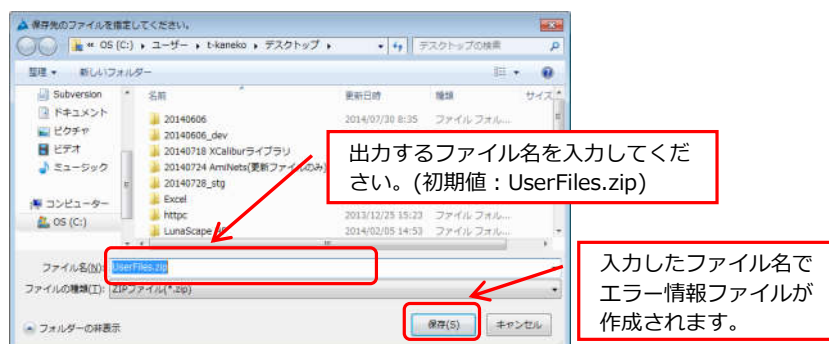 保存先のファイルを指定してください。
« OS (C:) ▸ ユーザー ▸ t-kaneko ▸ デスクトップ ▸
デスクトップの検索
整理 ▾ 新しいフォルダー
Subversion
ドキュメント
ピクチャ
ビデオ
ミュージック
コンピューター
OS (C:)
名前 更新日時 種類 サイズ
20140606 2014/07/30 8:35 ファイル フォル...
20140606_dev
20140718 XCaliburライブラリ
20140724 AmiNets(更新ファイルのみ)
20140728_stg
Excel
httpc 2013/12/25 15:23 ファイル フォル...
LunaScape 2014/02/05 14:53 ファイル フォル...
出力するファイル名を入力してくだ
さい。(初期値：UserFiles.zip)
ファイル名(N): UserFiles.zip
ファイルの種類(T): ZIPファイル(*.zip)
フォルダーの非表示
保存(S) キャンセル
入力したファイル名で
エラー情報ファイルが
作成されます。